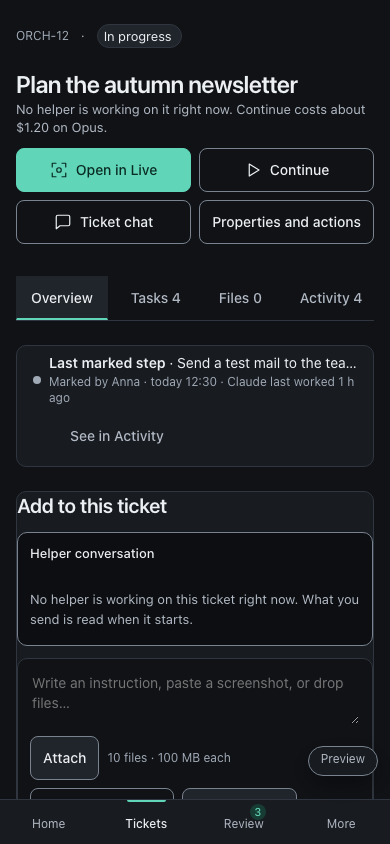 ORCH-12 · In progress
Plan the autumn newsletter
No helper is working on it right now. Continue costs about
$1.20 on Opus.
Open in Live
Continue
Ticket chat
Properties and actions
Overview
Tasks 4
Files 0
Activity 4
Last marked step · Send a test mail to the tea…
Marked by Anna · today 12:30 · Claude last worked 1 h
ago
See in Activity
Add to this ticket
Helper conversation
No helper is working on this ticket right now. What you
send is read when it starts.
Write an instruction, paste a screenshot, or drop
files…
Attach
10 files · 100 MB each
Preview
Home
Tickets
Review
3
More